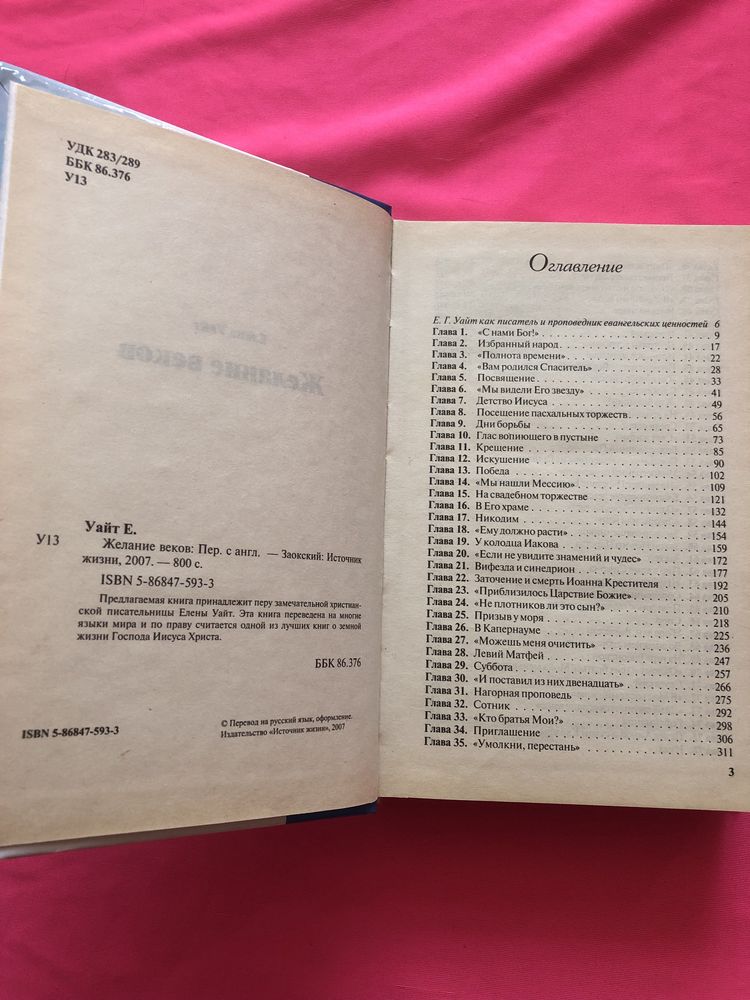 УДК 283/289
ББК 86.376
У13
Уайт Е.
У13 Желание веков: Пер. с англ. — Заокский: Источник
жизни, 2007. — 800 с.
ISBN 5-86847-593-3
Предлагаемая книга принадлежит перу замечательной христиан-
ской писательницы Елены Уайт. Эта книга переведена на многие
языки мира и по праву считается одной из лучших книг о земной
жизни Господа Иисуса Христа.
ББК 86.376
ISBN 5-86847-593-3
© Перевод на русский язык, оформление.
Издательство «Источник жизни», 2007
Оглавление
Е. Г. Уайт как писатель и проповедник евангельских ценностей 6
Глава 1. «С нами Бог!» 9
Глава 2. Избранный народ 17
Глава 3. «Полнота времени» 22
Глава 4. «Вам родился Спаситель» 28
Глава 5. Посвящение 33
Глава 6. «Мы видели Его звезду» 41
Глава 7. Детство Иисуса 49
Глава 8. Посещение пасхальных торжеств 56
Глава 9. Дни борьбы 65
Глава 10. Глас вопиющего в пустыне 73
Глава 11. Крещение 85
Глава 12. Искушение 90
Глава 13. Победа 102
Глава 14. «Мы нашли Мессию» 109
Глава 15. На свадебном торжестве 121
Глава 16. В Его храме 132
Глава 17. Никодим 144
Глава 18. «Ему должно расти» 154
Глава 19. У колодца Иакова 159
Глава 20. «Если не увидите знамений и чудес» 172
Глава 21. Вифезда и синедрион 177
Глава 22. Заточение и смерть Иоанна Крестителя 192
Глава 23. «Приблизилось Царствие Божие» 205
Глава 24. «Не плотников ли это сын?» 210
Глава 25. Призыв у моря 218
Глава 26. В Капернауме 225
Глава 27. «Можешь меня очистить» 236
Глава 28. Левий Матфей 247
Глава 29. Суббота 257
Глава 30. «И поставил из них двенадцать» 266
Глава 31. Нагорная проповедь 275
Глава 32. Сотник 292
Глава 33. «Кто братья Мои?» 298
Глава 34. Приглашение 306
Глава 35. «Умолкни, перестань» 311
3